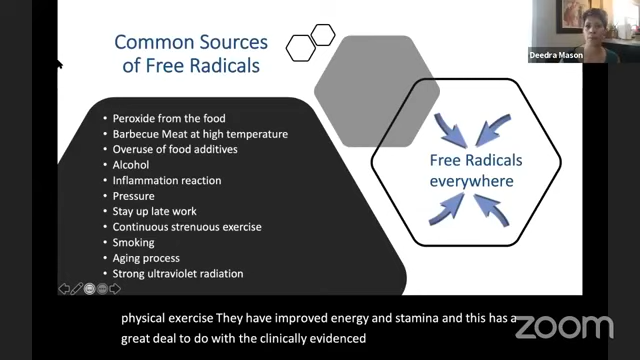 Common Sources
of Free Radicals
Deedra Mason
Peroxide from the food
Barbecue Meat at high temperature
Overuse of food additives
Alcohol
Inflammation reaction
Pressure
Stay up late work
Continuous strenuous exercise
Smoking
Aging process
Strong ultraviolet radiation
Free Radicals
everywhere
physical exercise They have improved energy and stamina and this has a
great deal to do with the clinically evidenced
zoom